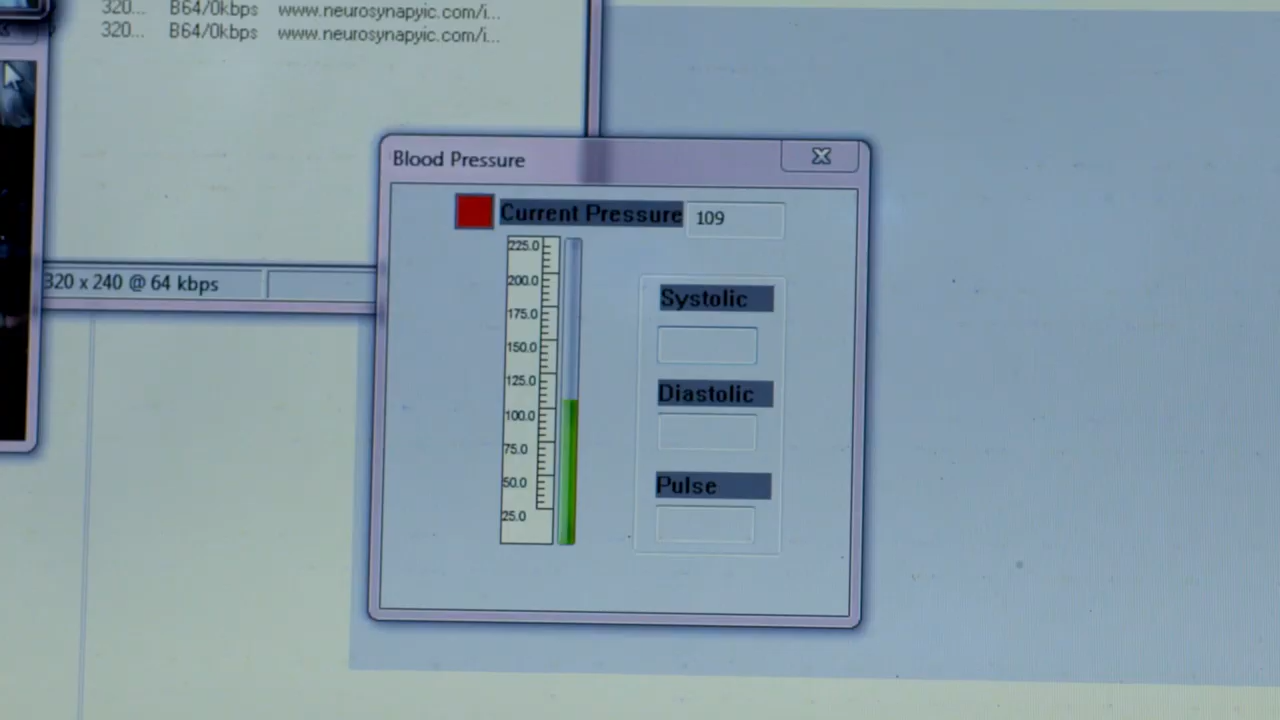 320... B64/0kbps www.neurosynapyic.com/i...
320... B64/0kbps www.neurosynapyic.com/i...
320 x 240 @ 64 kbps
Blood Pressure
Current Pressure 109
225.0
200.0
175.0
150.0
125.0
100.0
75.0
50.0
25.0
Systolic
Diastolic
Pulse